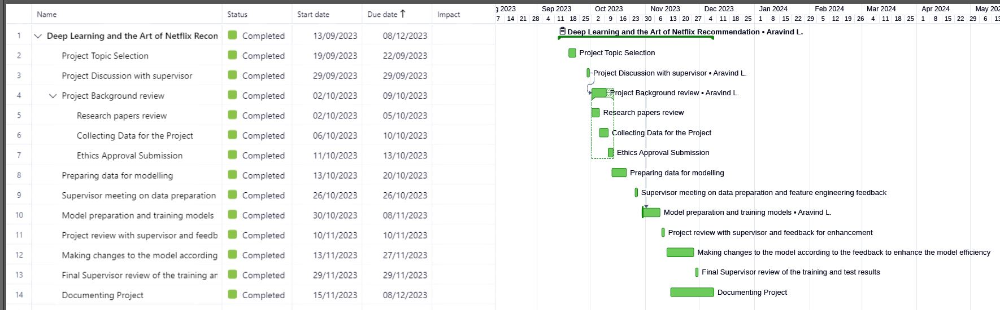 Name Status Start date Due date ↑ Impact
g 2023 Sep 2023 Oct 2023 Nov 2023 Dec 2023 Jan 2024 Feb 2024 Mar 2024 Apr 2024 May 202
7 14 21 28 4 11 18 25 2 9 16 23 30 6 13 20 27 4 11 18 25 1 8 15 22 29 5 12 19 26 4 11 18 25 1 8 15 22 29 6 13
1 Deep Learning and the Art of Netflix Recon Completed 13/09/2023 08/12/2023 Deep Learning and the Art of Netflix Recommendation • Aravind L.
2 Project Topic Selection Completed 19/09/2023 22/09/2023 Project Topic Selection
3 Project Discussion with supervisor Completed 29/09/2023 29/09/2023 Project Discussion with supervisor • Aravind L.
4 Project Background review Completed 02/10/2023 09/10/2023 Project Background review • Aravind L.
5 Research papers review Completed 02/10/2023 05/10/2023 Research papers review
6 Collecting Data for the Project Completed 06/10/2023 10/10/2023 Collecting Data for the Project
7 Ethics Approval Submission Completed 11/10/2023 13/10/2023 Ethics Approval Submission
8 Preparing data for modelling Completed 13/10/2023 20/10/2023 Preparing data for modelling
9 Supervisor meeting on data preparation Completed 26/10/2023 26/10/2023 Supervisor meeting on data preparation and feature engineering feedback
10 Model preparation and training models Completed 30/10/2023 08/11/2023 Model preparation and training models • Aravind L.
11 Project review with supervisor and feedb Completed 10/11/2023 10/11/2023 Project review with supervisor and feedback for enhancement
12 Making changes to the model according Completed 13/11/2023 27/11/2023 Making changes to the model according to the feedback to enhance the model efficiency
13 Final Supervisor review of the training ar Completed 29/11/2023 29/11/2023 Final Supervisor review of the training and test results
14 Documenting Project Completed 15/11/2023 08/12/2023 Documenting Project